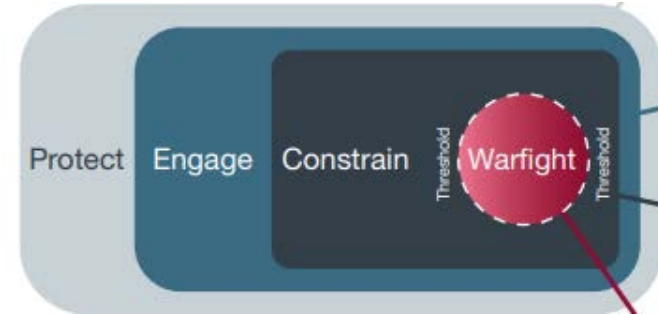 Protect
Engage
Constrain
Threshold
Warfight
Threshold